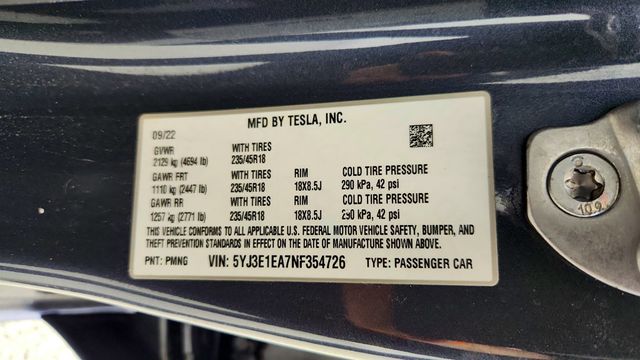 MFD BY TESLA, INC.
09/22
GVWR WITH TIRES
2129 kg (4694 lb) 235/45R18
GAWR FRT WITH TIRES RIM COLD TIRE PRESSURE
1110 kg (2447 lb) 235/45R18 18X8.5J 290 kPa, 42 psi
GAWR RR WITH TIRES RIM COLD TIRE PRESSURE
1257 kg (2771 lb) 235/45R18 18X8.5J 290 kPa, 42 psi
THIS VEHICLE CONFORMS TO ALL APPLICABLE U.S. FEDERAL MOTOR VEHICLE SAFETY, BUMPER, AND
THEFT PREVENTION STANDARDS IN EFFECT ON THE DATE OF MANUFACTURE SHOWN ABOVE.
PNT: PMNG VIN: 5YJ3E1EA7NF354726 TYPE: PASSENGER CAR
10.9